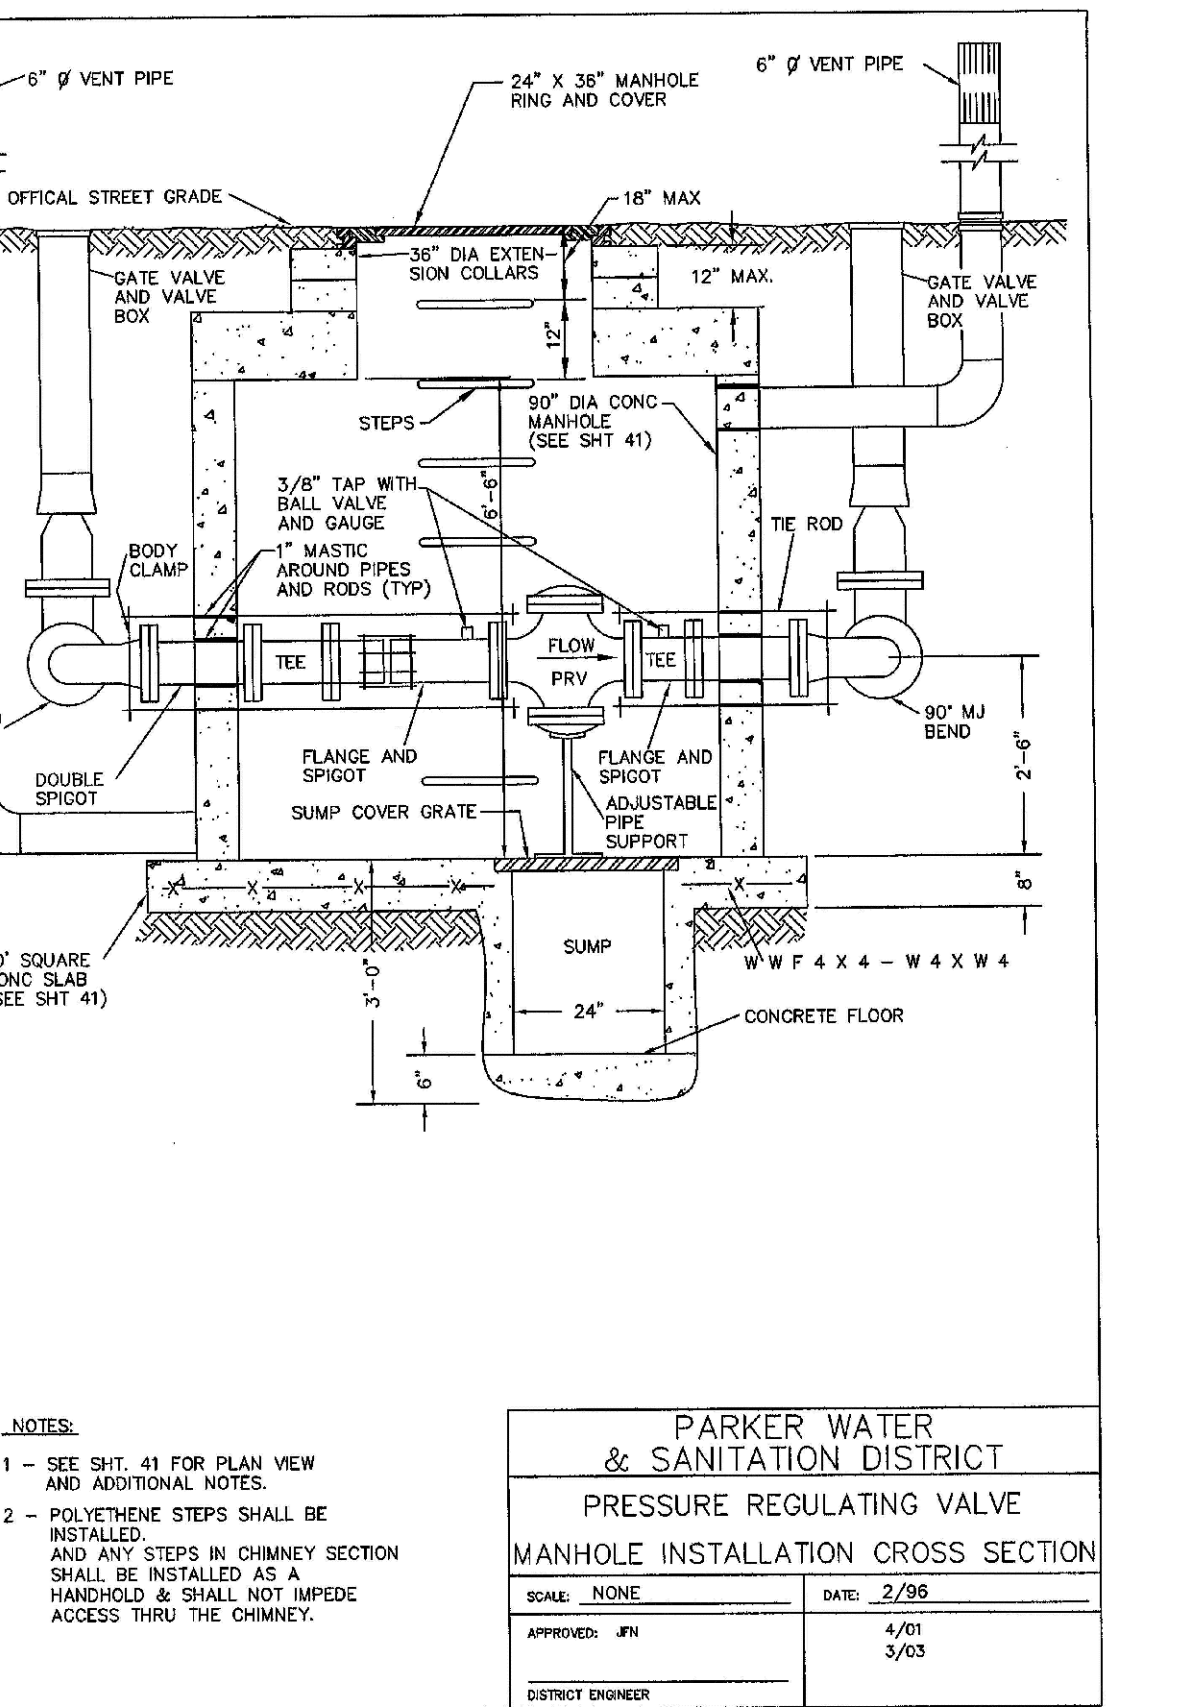 6" Ø VENT PIPE
24" X 36" MANHOLE
RING AND COVER
6" Ø VENT PIPE
OFFICAL STREET GRADE
18" MAX
36" DIA EXTEN-
SION COLLARS
12" MAX.
GATE VALVE
AND VALVE
BOX
GATE VALVE
AND VALVE
BOX
12"
STEPS
90" DIA CONC
MANHOLE
(SEE SHT 41)
3/8" TAP WITH
BALL VALVE
AND GAUGE
6'-6"
TIE ROD
BODY
CLAMP
1" MASTIC
AROUND PIPES
AND RODS (TYP)
TEE
FLOW
PRV
TEE
90° MJ
BEND
2'-6"
FLANGE AND
SPIGOT
FLANGE AND
SPIGOT
DOUBLE
SPIGOT
SUMP COVER GRATE
ADJUSTABLE
PIPE
SUPPORT
8"
X X X X X
0' SQUARE
ONC SLAB
SEE SHT 41)
3'-0"
SUMP
W W F 4 X 4 - W 4 X W 4
24"
CONCRETE FLOOR
6"
NOTES:
1 - SEE SHT. 41 FOR PLAN VIEW
AND ADDITIONAL NOTES.
2 - POLYETHENE STEPS SHALL BE
INSTALLED.
AND ANY STEPS IN CHIMNEY SECTION
SHALL BE INSTALLED AS A
HANDHOLD & SHALL NOT IMPEDE
ACCESS THRU THE CHIMNEY.
PARKER WATER
& SANITATION DISTRICT
PRESSURE REGULATING VALVE
MANHOLE INSTALLATION CROSS SECTION
SCALE: NONE
DATE: 2/96
APPROVED: JFN
4/01
3/03
DISTRICT ENGINEER